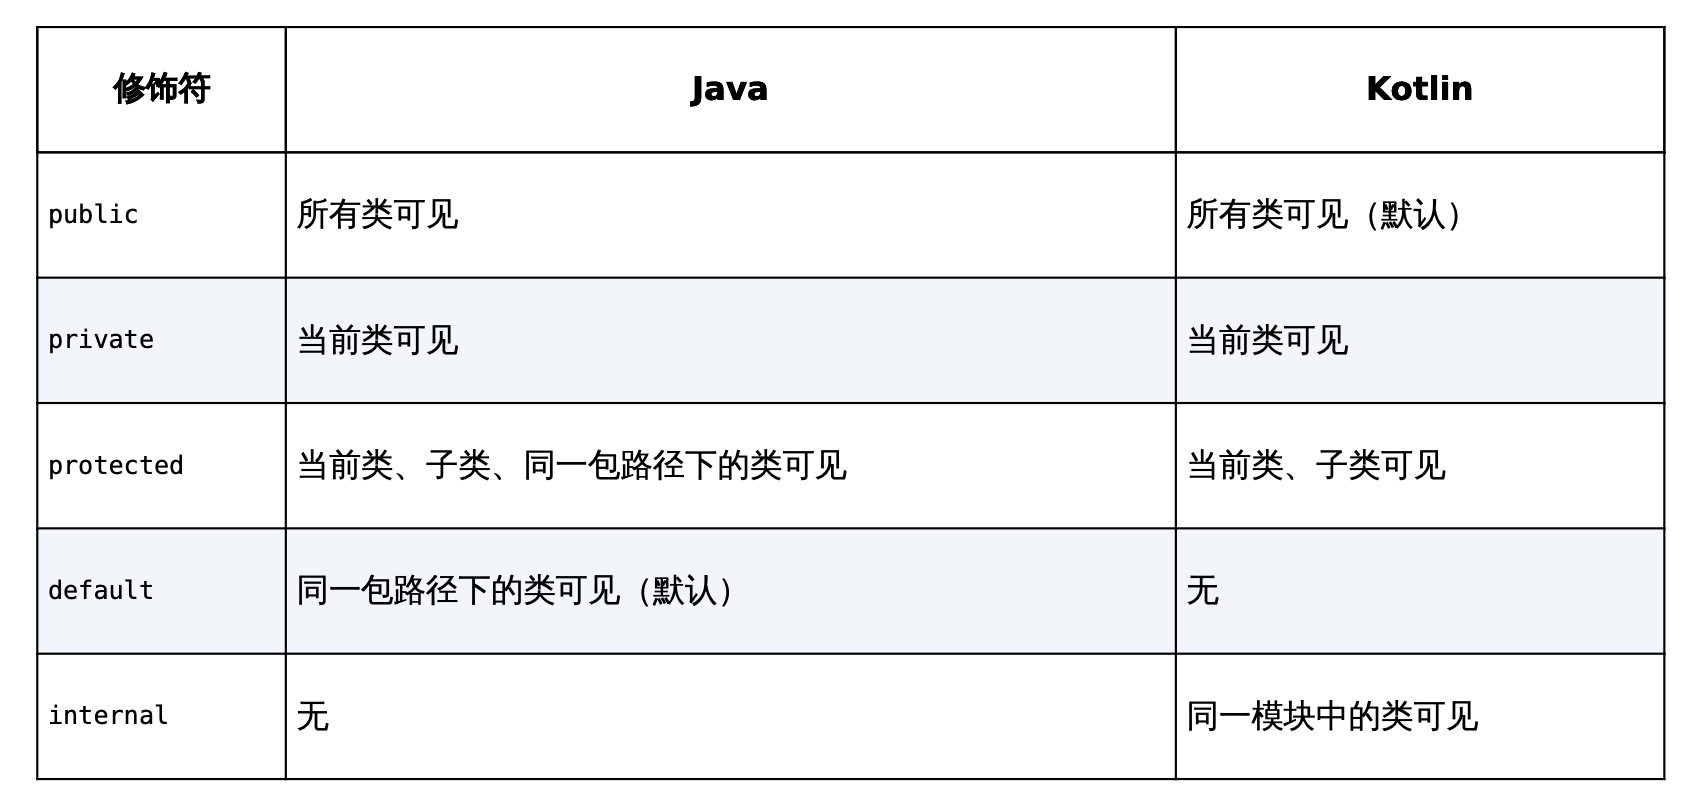 修饰符 Java Kotlin
public 所有类可见 所有类可见（默认）
private 当前类可见 当前类可见
protected 当前类、子类、同一包路径下的类可见 当前类、子类可见
default 同一包路径下的类可见（默认） 无
internal 无 同一模块中的类可见